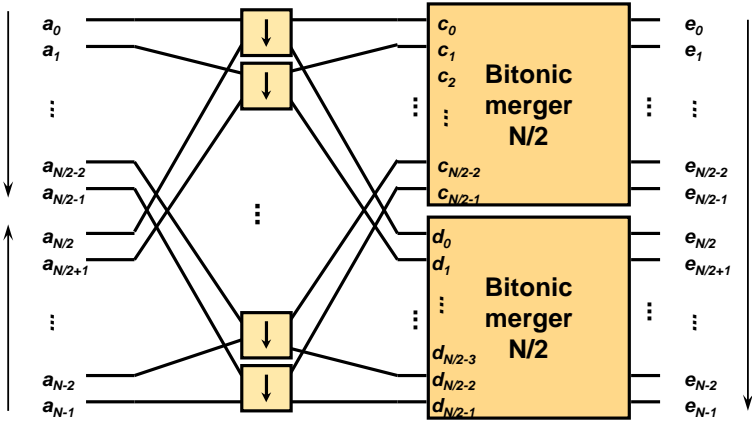 a0
a1
...
aN/2-2
aN/2-1
aN/2
aN/2+1
...
aN-2
aN-1
...
c0
c1
c2
...
cN/2-2
cN/2-1
...
Bitonic
merger
N/2
d0
d1
...
dN/2-3
dN/2-2
dN/2-1
...
Bitonic
merger
N/2
...
...
e0
e1
...
eN/2-2
eN/2-1
eN/2
eN/2+1
...
eN-2
eN-1